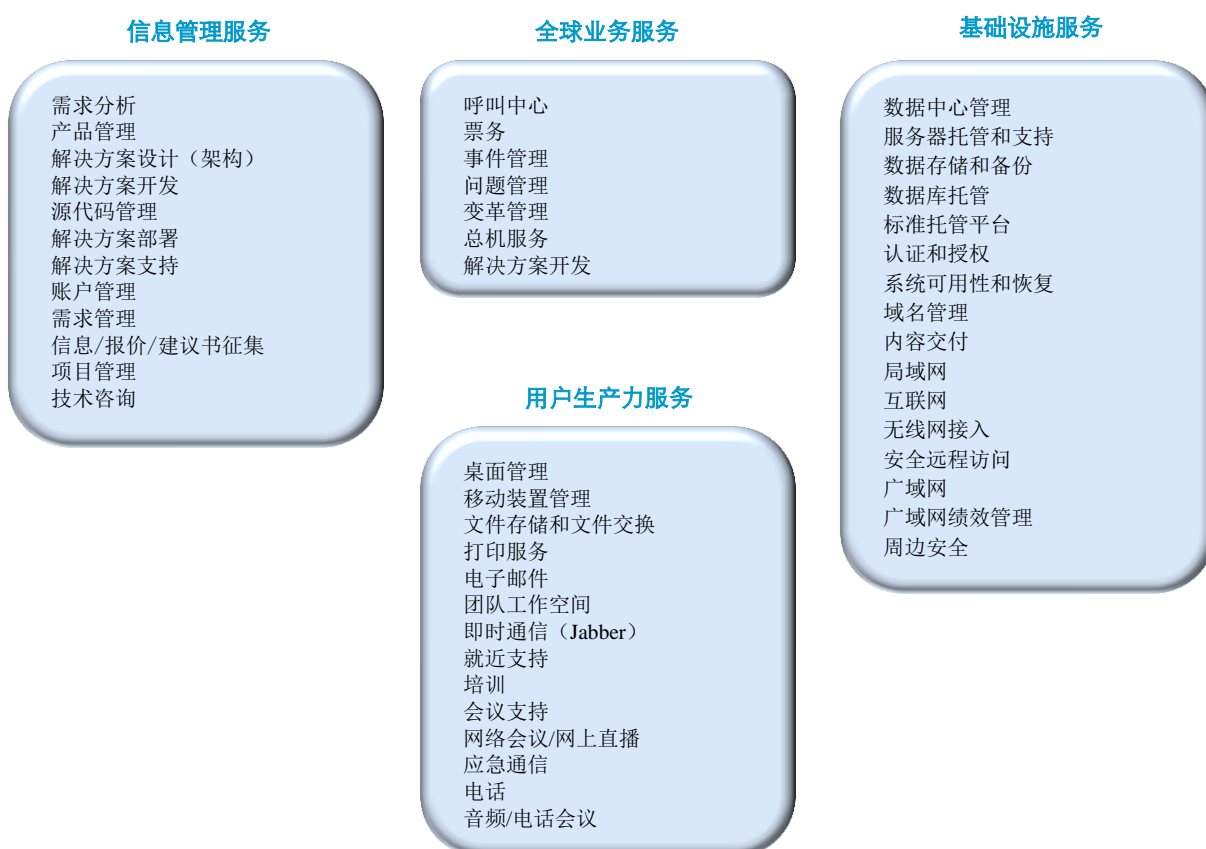 信息管理服务
需求分析
产品管理
解决方案设计（架构）
解决方案开发
源代码管理
解决方案部署
解决方案支持
账户管理
需求管理
信息/报价/建议书征集
项目管理
技术咨询
全球业务服务
呼叫中心
票务
事件管理
问题管理
变革管理
总机服务
解决方案开发
用户生产力服务
桌面管理
移动装置管理
文件存储和文件交换
打印服务
电子邮件
团队工作空间
即时通信（Jabber）
就近支持
培训
会议支持
网络会议/网上直播
应急通信
电话
音频/电话会议
基础设施服务
数据中心管理
服务器托管和支持
数据存储和备份
数据库托管
标准托管平台
认证和授权
系统可用性和恢复
域名管理
内容交付
局域网
互联网
无线网接入
安全远程访问
广域网
广域网绩效管理
周边安全